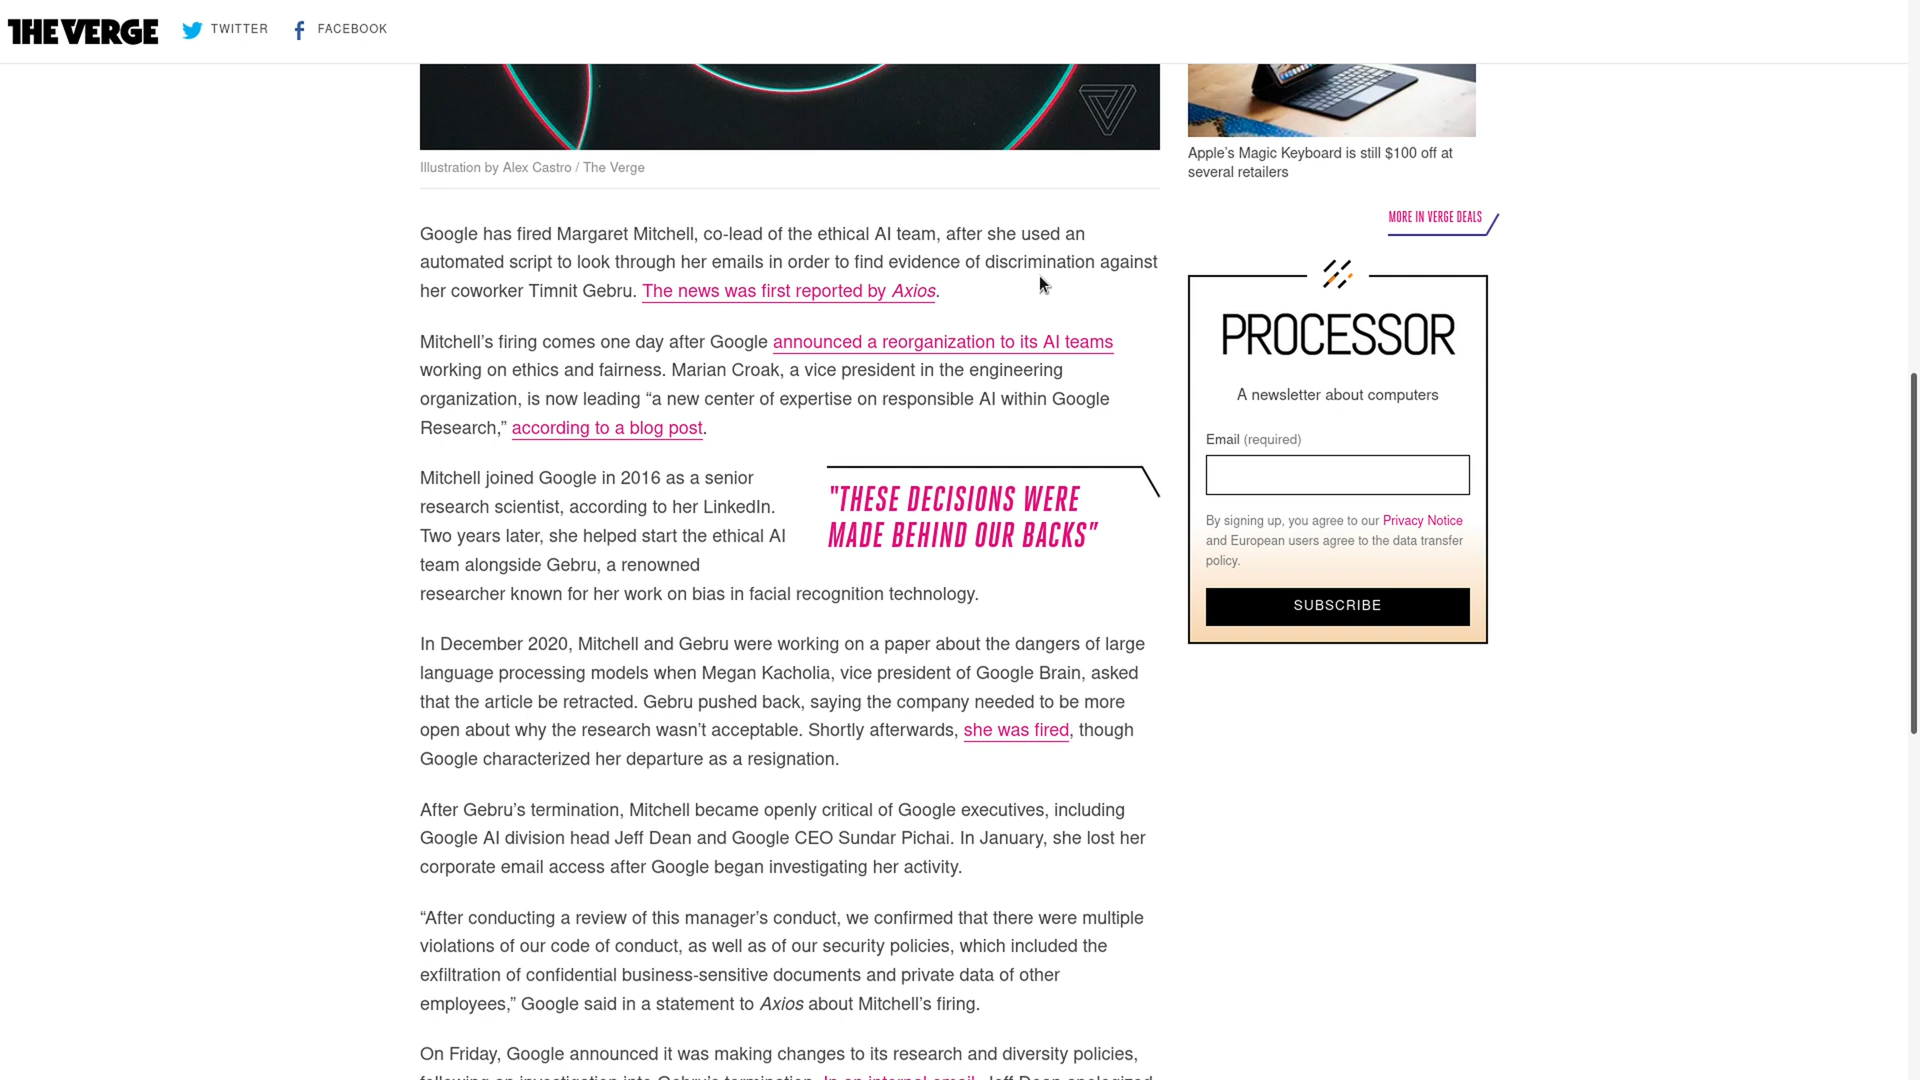 THE VERGE
TWITTER
FACEBOOK
Illustration by Alex Castro / The Verge
Google has fired Margaret Mitchell, co-lead of the ethical AI team, after she used an
automated script to look through her emails in order to find evidence of discrimination against
her coworker Timnit Gebru. The news was first reported by Axios.
Mitchell’s firing comes one day after Google announced a reorganization to its AI teams
working on ethics and fairness. Marian Croak, a vice president in the engineering
organization, is now leading “a new center of expertise on responsible AI within Google
Research,” according to a blog post.
Mitchell joined Google in 2016 as a senior
research scientist, according to her LinkedIn.
Two years later, she helped start the ethical AI
team alongside Gebru, a renowned
researcher known for her work on bias in facial recognition technology.
"THESE DECISIONS WERE
MADE BEHIND OUR BACKS”
In December 2020, Mitchell and Gebru were working on a paper about the dangers of large
language processing models when Megan Kacholia, vice president of Google Brain, asked
that the article be retracted. Gebru pushed back, saying the company needed to be more
open about why the research wasn’t acceptable. Shortly afterwards, she was fired, though
Google characterized her departure as a resignation.
After Gebru’s termination, Mitchell became openly critical of Google executives, including
Google AI division head Jeff Dean and Google CEO Sundar Pichai. In January, she lost her
corporate email access after Google began investigating her activity.
“After conducting a review of this manager’s conduct, we confirmed that there were multiple
violations of our code of conduct, as well as of our security policies, which included the
exfiltration of confidential business-sensitive documents and private data of other
employees,” Google said in a statement to Axios about Mitchell’s firing.
On Friday, Google announced it was making changes to its research and diversity policies,
following an investigation into Gebru’s termination. In an internal email, Jeff Dean apologized
Apple’s Magic Keyboard is still $100 off at
several retailers
MORE IN VERGE DEALS
PROCESSOR
A newsletter about computers
Email (required)
By signing up, you agree to our Privacy Notice
and European users agree to the data transfer
policy.
SUBSCRIBE